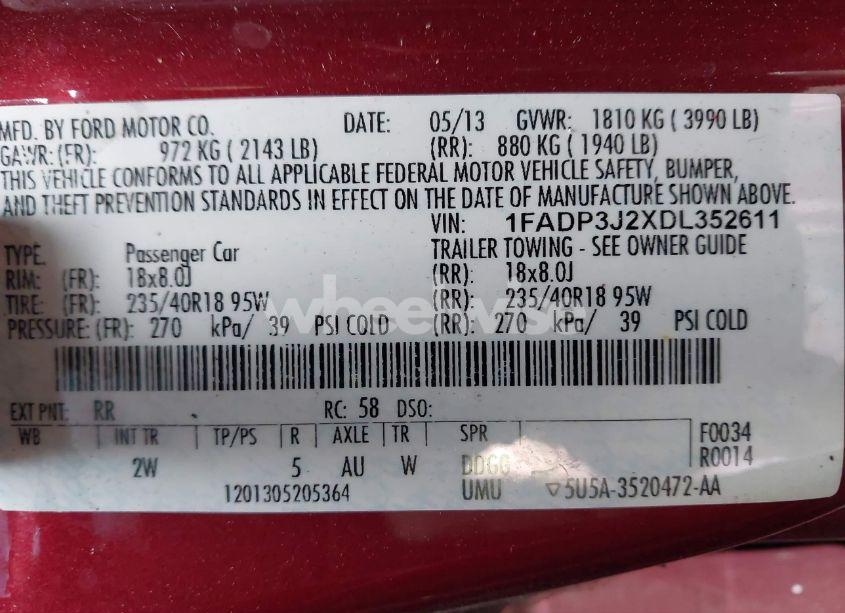 MFD. BY FORD MOTOR CO. DATE: 05/13 GVWR: 1810 KG ( 3990 LB)
GAWR: (FR): 972 KG ( 2143 LB) (RR): 880 KG ( 1940 LB)
THIS VEHICLE CONFORMS TO ALL APPLICABLE FEDERAL MOTOR VEHICLE SAFETY, BUMPER,
AND THEFT PREVENTION STANDARDS IN EFFECT ON THE DATE OF MANUFACTURE SHOWN ABOVE.
VIN: 1FADP3J2XDL352611
TYPE: Passenger Car TRAILER TOWING - SEE OWNER GUIDE
RIM: (FR): 18x8.0J (RR): 18x8.0J
TIRE: (FR): 235/40R18 95W (RR): 235/40R18 95W
PRESSURE: (FR): 270 kPa/ 39 PSI COLD (RR): 270 kPa/ 39 PSI COLD
EXT PNT: RR RC: 58 DSO:
WB INT TR TP/PS R AXLE TR SPR F0034
2W 5 AU W DDGG R0014
1201305205364 UMU ▽5U5A-3520472-AA